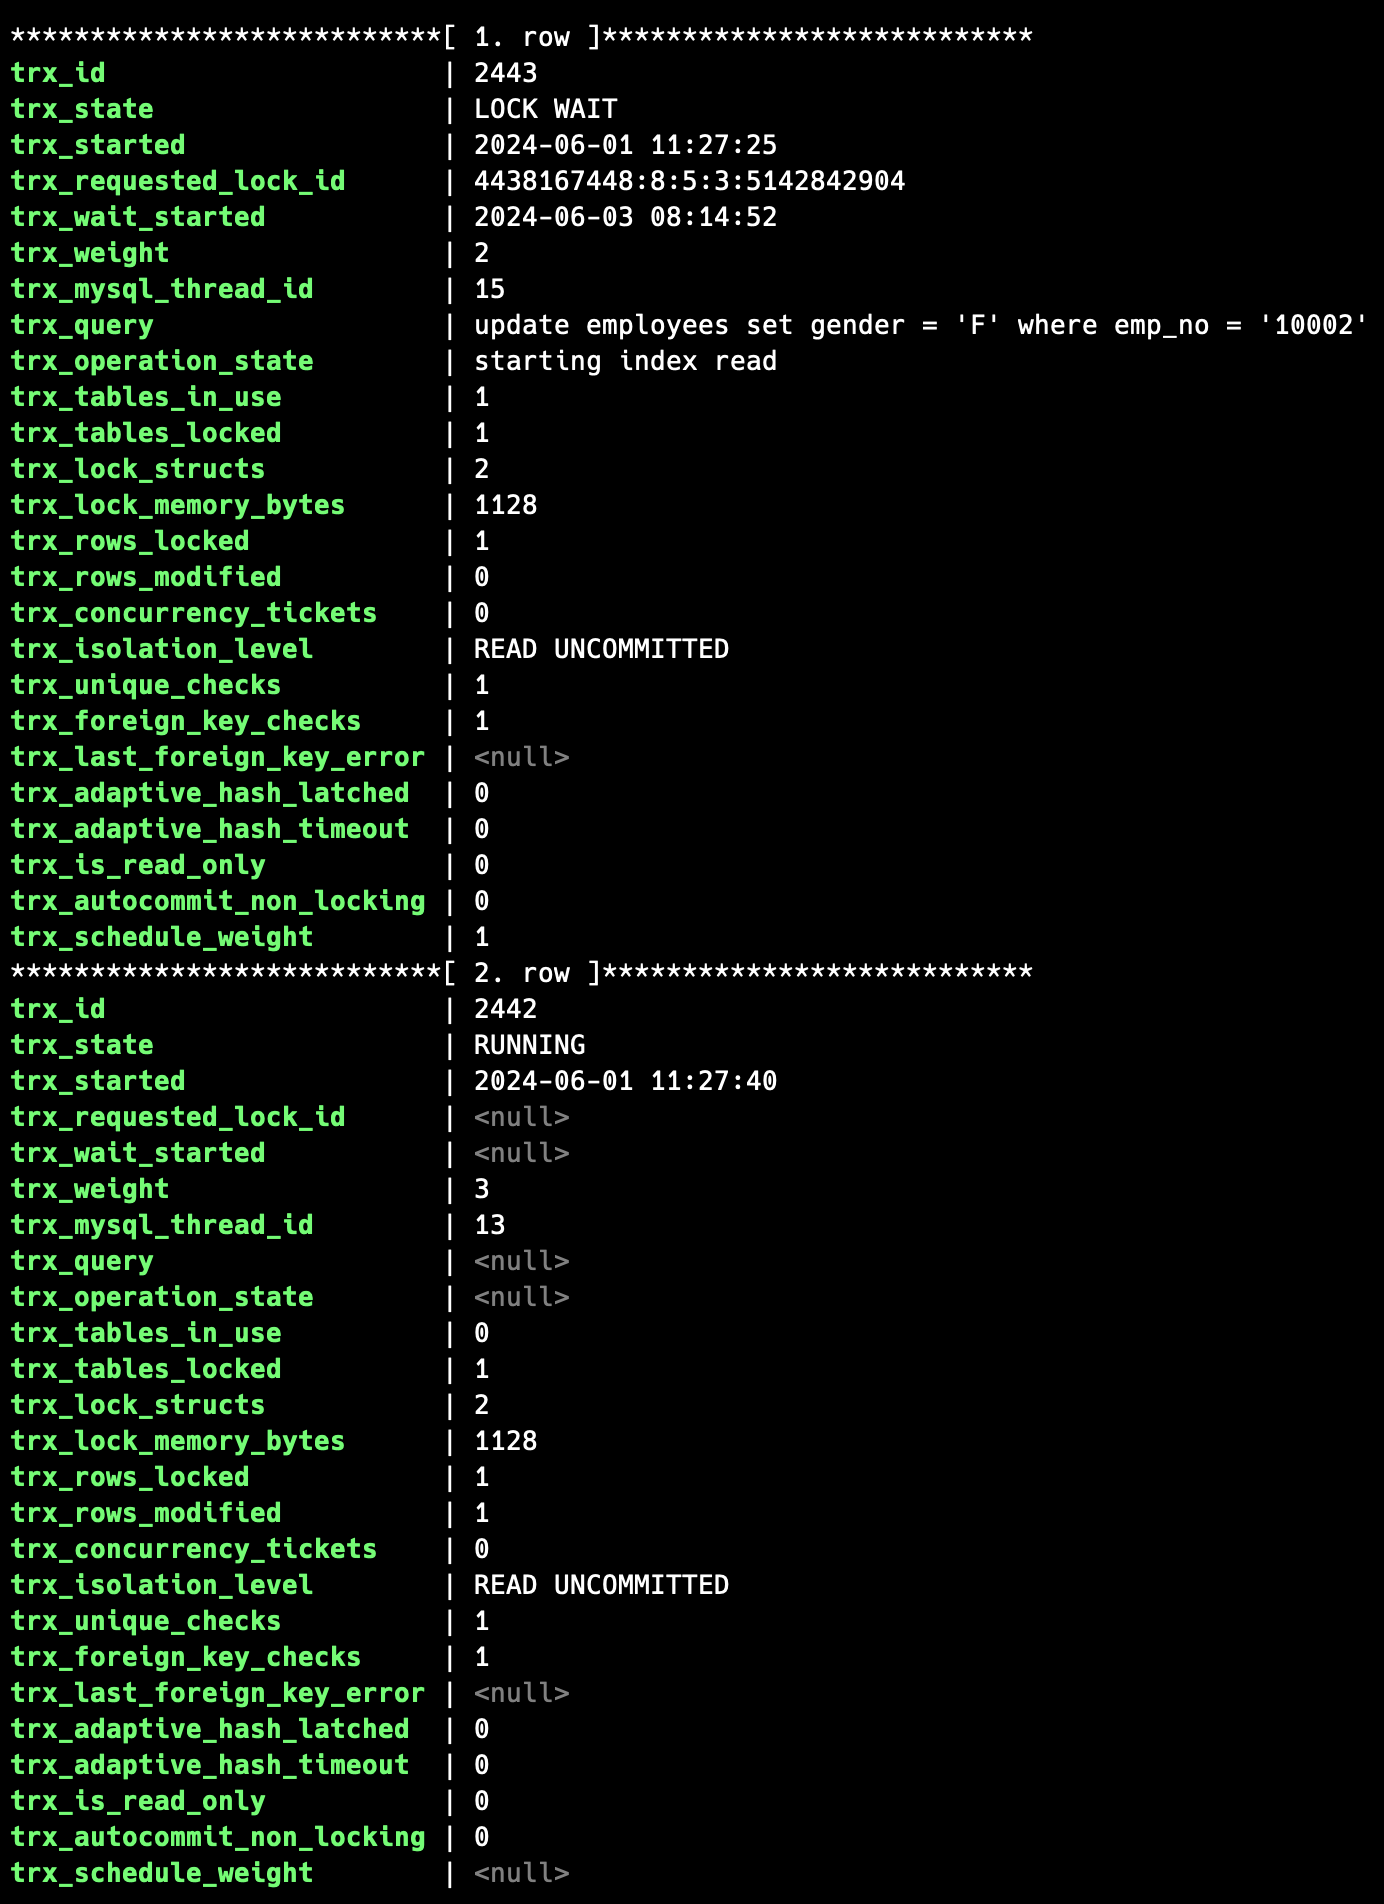 ***************************[ 1. row ]***************************
trx_id                     | 2443
trx_state                  | LOCK WAIT
trx_started                | 2024-06-01 11:27:25
trx_requested_lock_id      | 4438167448:8:5:3:5142842904
trx_wait_started           | 2024-06-03 08:14:52
trx_weight                 | 2
trx_mysql_thread_id        | 15
trx_query                  | update employees set gender = 'F' where emp_no = '10002'
trx_operation_state        | starting index read
trx_tables_in_use          | 1
trx_tables_locked          | 1
trx_lock_structs           | 2
trx_lock_memory_bytes      | 1128
trx_rows_locked            | 1
trx_rows_modified          | 0
trx_concurrency_tickets    | 0
trx_isolation_level        | READ UNCOMMITTED
trx_unique_checks          | 1
trx_foreign_key_checks     | 1
trx_last_foreign_key_error | <null>
trx_adaptive_hash_latched  | 0
trx_adaptive_hash_timeout  | 0
trx_is_read_only           | 0
trx_autocommit_non_locking | 0
trx_schedule_weight        | 1
***************************[ 2. row ]***************************
trx_id                     | 2442
trx_state                  | RUNNING
trx_started                | 2024-06-01 11:27:40
trx_requested_lock_id      | <null>
trx_wait_started           | <null>
trx_weight                 | 3
trx_mysql_thread_id        | 13
trx_query                  | <null>
trx_operation_state        | <null>
trx_tables_in_use          | 0
trx_tables_locked          | 1
trx_lock_structs           | 2
trx_lock_memory_bytes      | 1128
trx_rows_locked            | 1
trx_rows_modified          | 1
trx_concurrency_tickets    | 0
trx_isolation_level        | READ UNCOMMITTED
trx_unique_checks          | 1
trx_foreign_key_checks     | 1
trx_last_foreign_key_error | <null>
trx_adaptive_hash_latched  | 0
trx_adaptive_hash_timeout  | 0
trx_is_read_only           | 0
trx_autocommit_non_locking | 0
trx_schedule_weight        | <null>